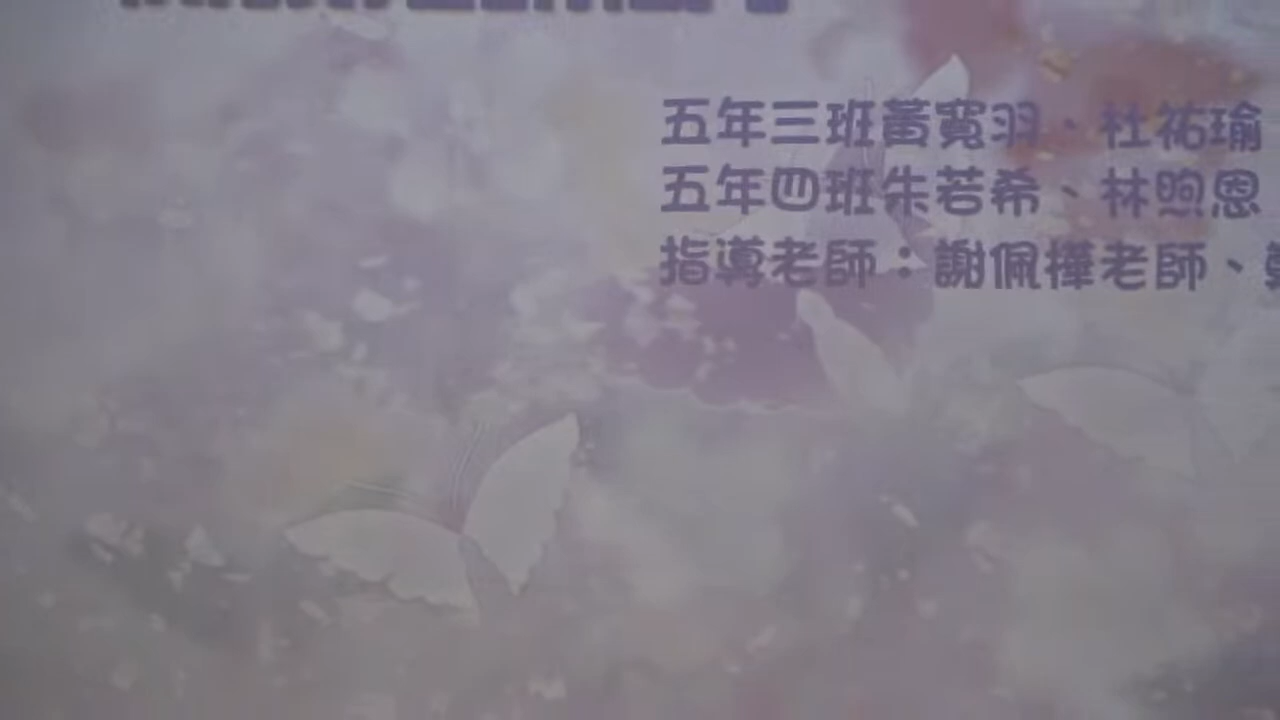 五年三班黃寬羽、杜祐瑜
五年四班朱若希、林煦恩
指導老師：謝佩樺老師、